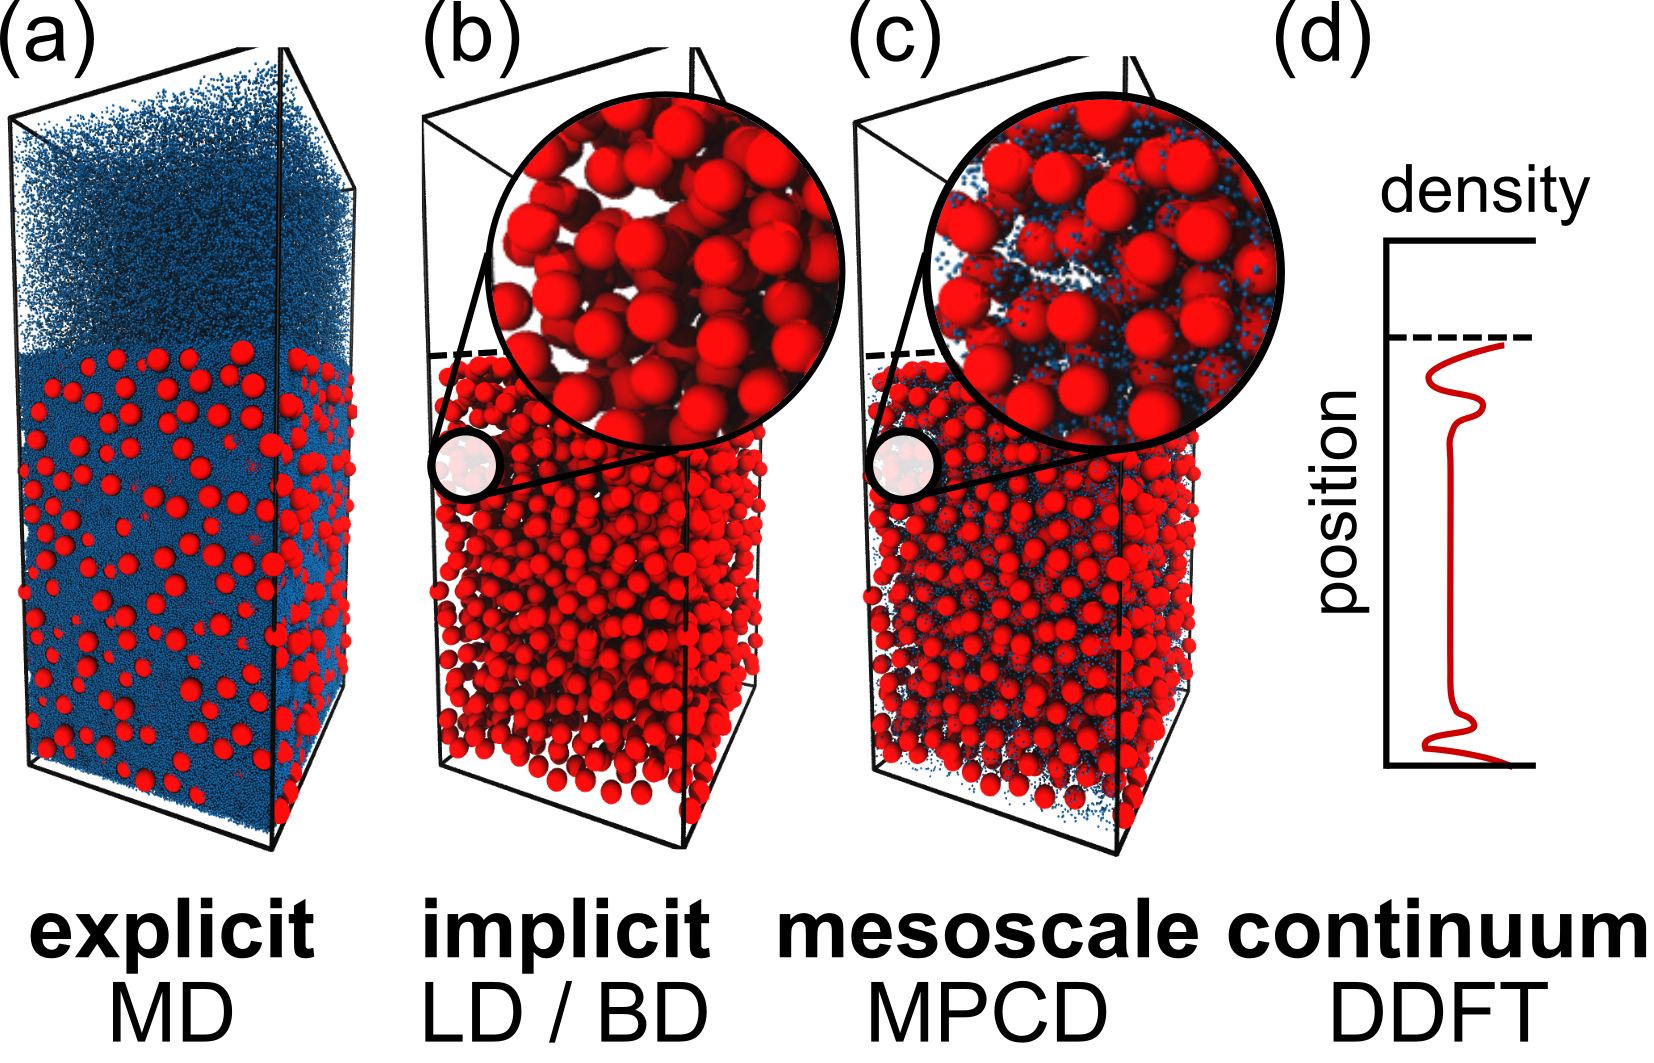 (a)
(b)
(c)
(d)
density
position
explicit
MD
implicit
LD / BD
mesoscale
MPCD
continuum
DDFT